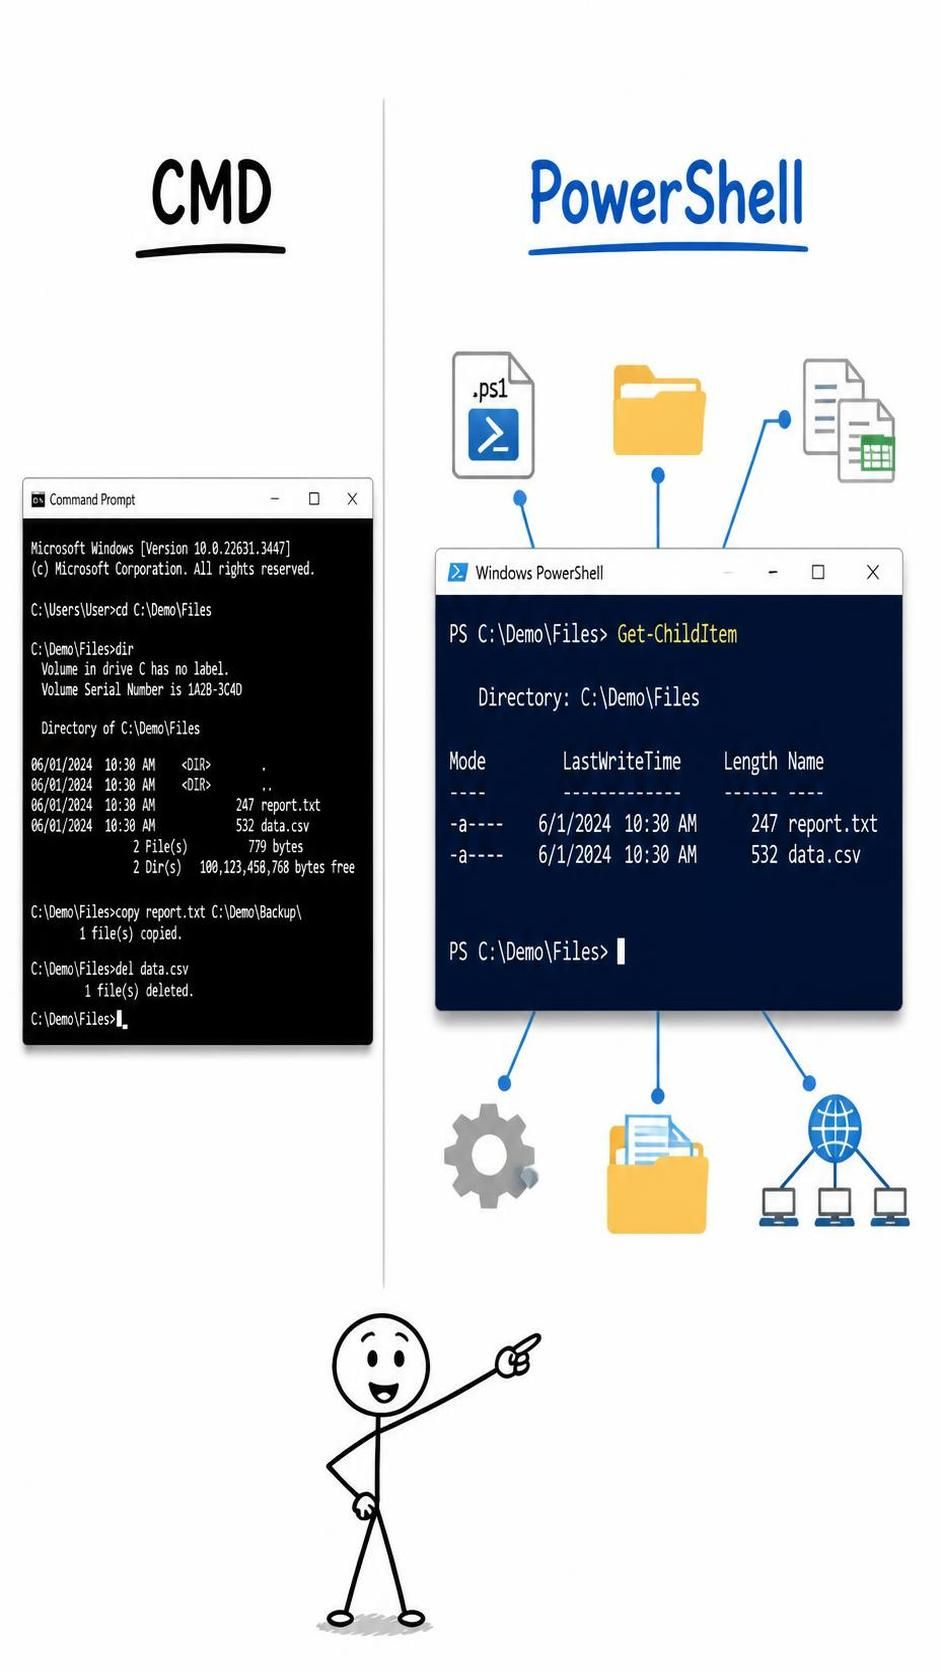 CMD
Command Prompt
Microsoft Windows [Version 10.0.22631.3447]
(c) Microsoft Corporation. All rights reserved.
C:\Users\User>cd C:\Demo\Files
C:\Demo\Files>dir
Volume in drive C has no label.
Volume Serial Number is 1A2B-3C4D
Directory of C:\Demo\Files
06/01/2024 10:30 AM <DIR> .
06/01/2024 10:30 AM <DIR> ..
06/01/2024 10:30 AM 247 report.txt
06/01/2024 10:30 AM 532 data.csv
2 File(s) 779 bytes
2 Dir(s) 100,123,458,768 bytes free
C:\Demo\Files>copy report.txt C:\Demo\Backup\
1 file(s) copied.
C:\Demo\Files>del data.csv
1 file(s) deleted.
C:\Demo\Files>
PowerShell
.ps1
Windows PowerShell
PS C:\Demo\Files> Get-ChildItem
Directory: C:\Demo\Files
Mode LastWriteTime Length Name
---- ------------- ------ ----
-a---- 6/1/2024 10:30 AM 247 report.txt
-a---- 6/1/2024 10:30 AM 532 data.csv
PS C:\Demo\Files>